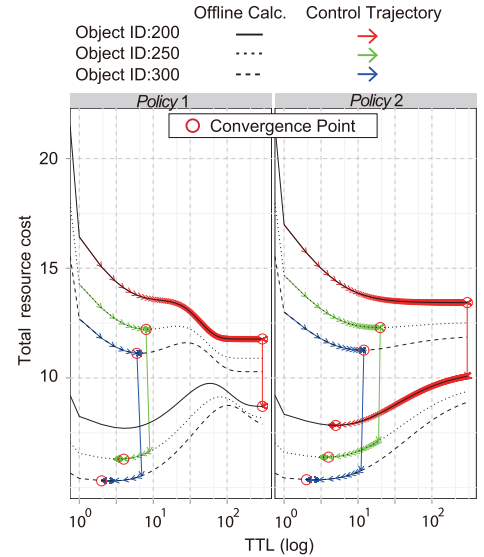 Offline Calc. Control Trajectory
Object ID:200
Object ID:250
Object ID:300
Policy 1 Policy 2
Convergence Point
20
15
10
Total resource cost
10^0 10^1 10^2 10^0 10^1 10^2
TTL (log)